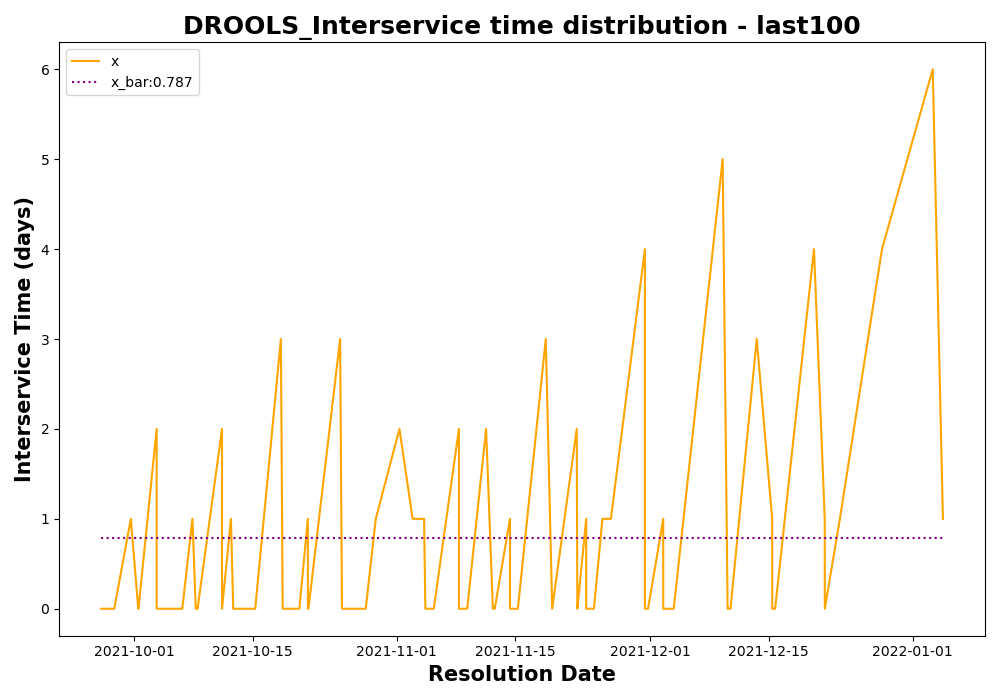 DROOLS_Interservice time distribution - last100
x
x_bar:0.787
Interservice Time (days)
6
5
4
3
2
1
0
2021-10-01
2021-10-15
2021-11-01
2021-11-15
2021-12-01
2021-12-15
2022-01-01
Resolution Date